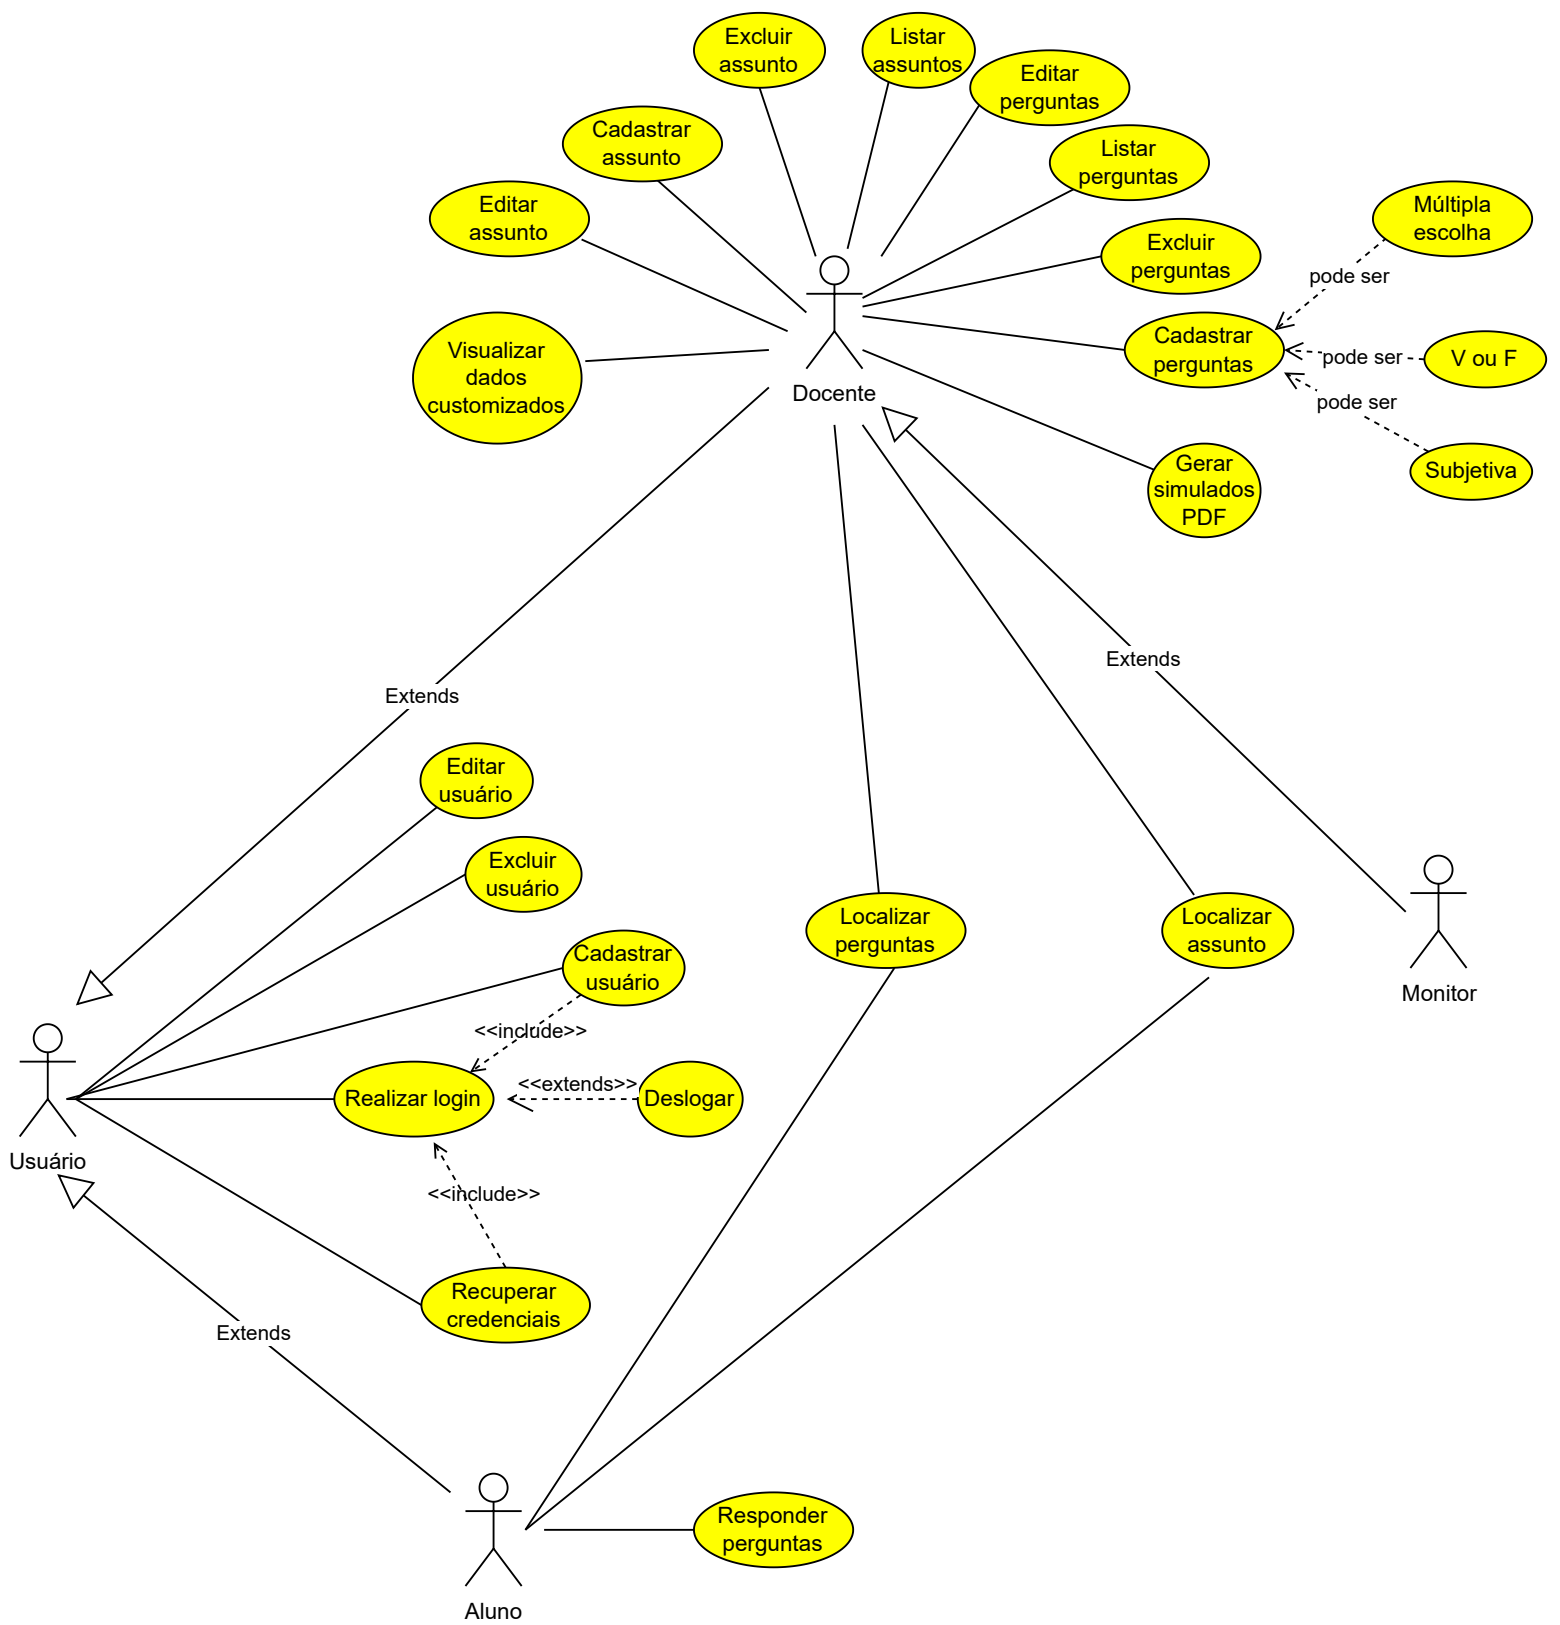 Excluir
assunto
Listar
assuntos
Editar
perguntas
Cadastrar
assunto
Listar
perguntas
Editar
assunto
Múltipla
escolha
Excluir
perguntas
pode ser
Visualizar
dados
customizados
Cadastrar
perguntas
pode ser
V ou F
Docente
pode ser
Gerar
simulados
PDF
Subjetiva
Extends
Extends
Editar
usuário
Excluir
usuário
Localizar
perguntas
Localizar
assunto
Cadastrar
usuário
Monitor
<<include>>
Realizar login
<<extends>>
Deslogar
Usuário
<<include>>
Recuperar
credenciais
Extends
Responder
perguntas
Aluno